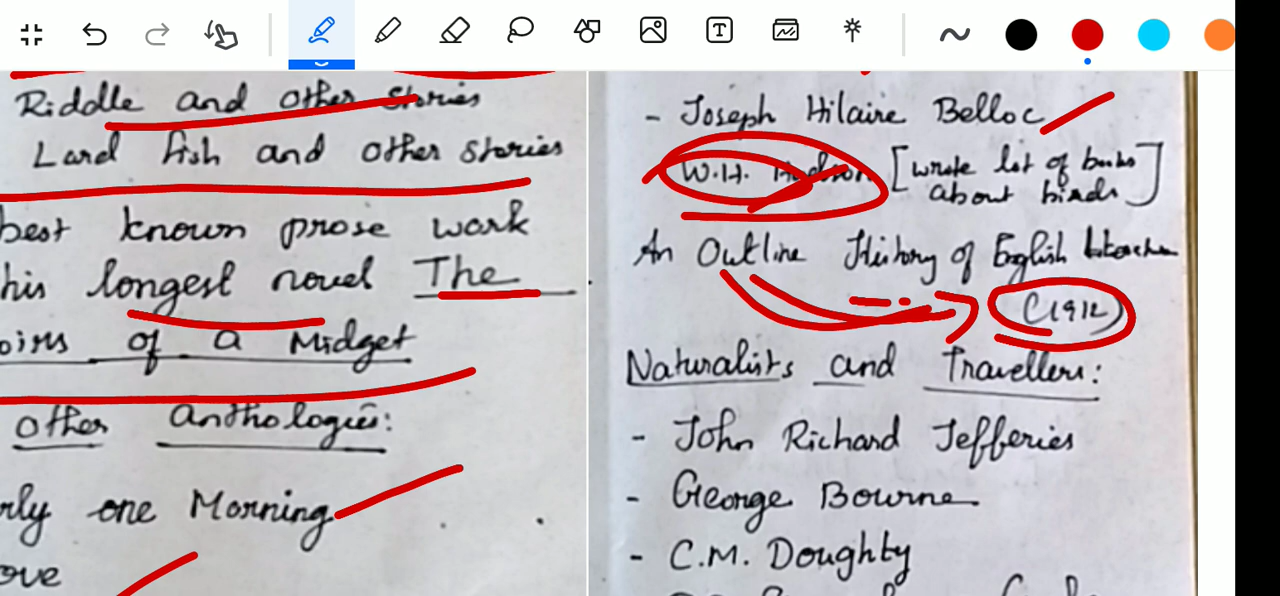 Riddle and other Stories
Land fish and other stories
best known prose work
his longest novel The
oirs of a Midget
other anthologies:
rly one Morning
ove
- Joseph Hilaire Belloc
W.H. Hudson [wrote lot of books
about birds]
An Outline History of English
(1912)
Naturalists and Travellers:
- John Richard Jefferies
- George Bourne
- C.M. Doughty